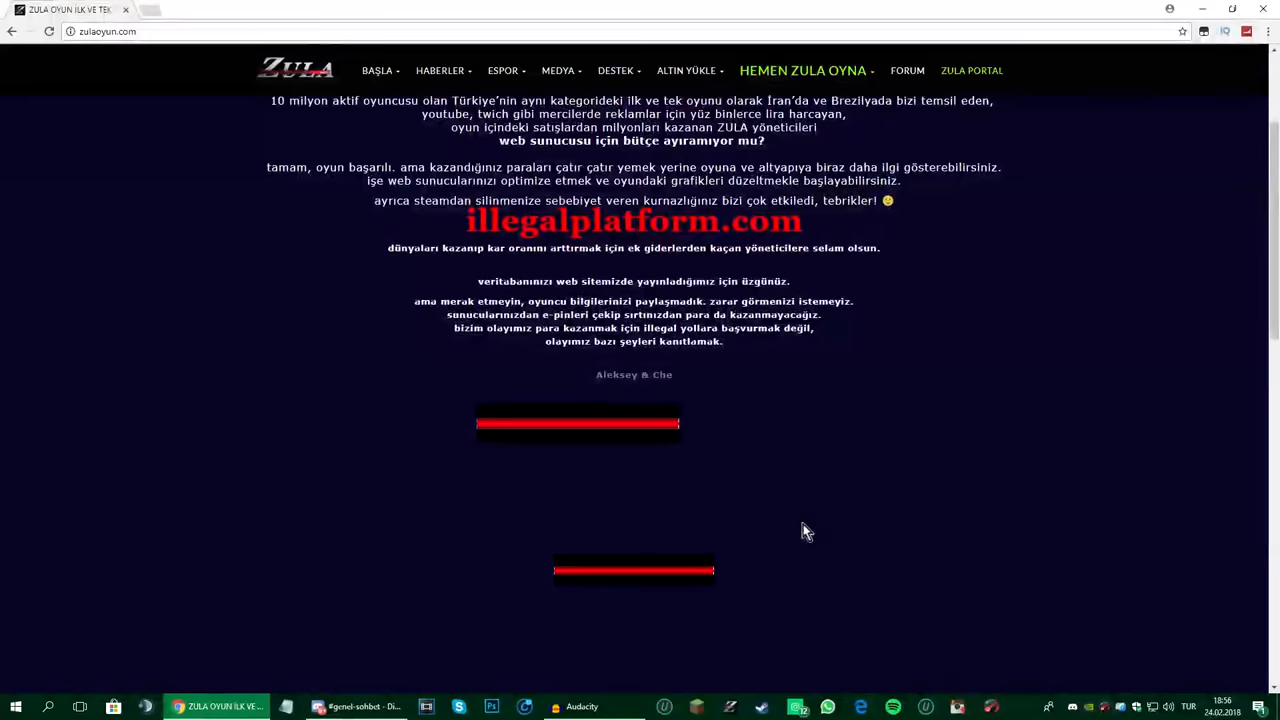 ZULA OYUN İLK VE TEK
zulaoyun.com
ZULA
BAŞLA
HABERLER
ESPOR
MEDYA
DESTEK
ALTIN YÜKLE
HEMEN ZULA OYNA
FORUM
ZULA PORTAL
10 milyon aktif oyuncusu olan Türkiye'nin aynı kategorideki ilk ve tek oyunu olarak İran'da ve Brezilyada bizi temsil eden,
youtube, twich gibi mercilerde reklamlar için yüz binlerce lira harcayan,
oyun içindeki satışlardan milyonları kazanan ZULA yöneticileri
web sunucusu için bütçe ayıramıyor mu?
tamam, oyun başarılı. ama kazandığınız paraları çatır çatır yemek yerine oyuna ve altyapıya biraz daha ilgi gösterebilirsiniz.
işe web sunucularınızı optimize etmek ve oyundaki grafikleri düzeltmekle başlayabilirsiniz.
ayrıca steamdan silinmenize sebebiyet veren kurnazlığınız bizi çok etkiledi, tebrikler! 🙂
illegalplatform.com
dünyaları kazanıp kar oranını arttırmak için ek giderlerden kaçan yöneticilere selam olsun.
veritabanınızı web sitemizde yayınladığımız için üzgünüz.
ama merak etmeyin, oyuncu bilgilerinizi paylaşmadık. zarar görmenizi istemeyiz.
sunucularınızdan e-pinleri çekip sırtınızdan para da kazanmayacağız.
bizim olayımız para kazanmak için illegal yollara başvurmak değil,
olayımız bazı şeyleri kanıtlamak.
Aleksey & Che
ZULA OYUN İLK VE ...
#genel-sohbet - Di...
Audacity
TUR
18:56
24.02.2018